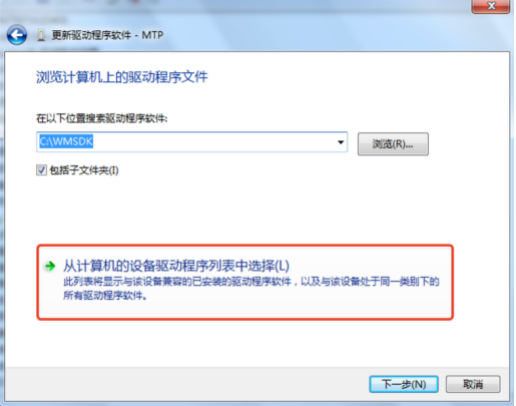 更新驱动程序软件 - MTP
浏览计算机上的驱动程序文件
在以下位置搜索驱动程序软件:
C:\WMSDK
浏览(R)...
包括子文件夹(I)
从计算机的设备驱动程序列表中选择(L)
此列表将显示与该设备兼容的已安装的驱动程序软件，以及与该设备处于同一类别下的
所有驱动程序软件。
下一步(N)
取消